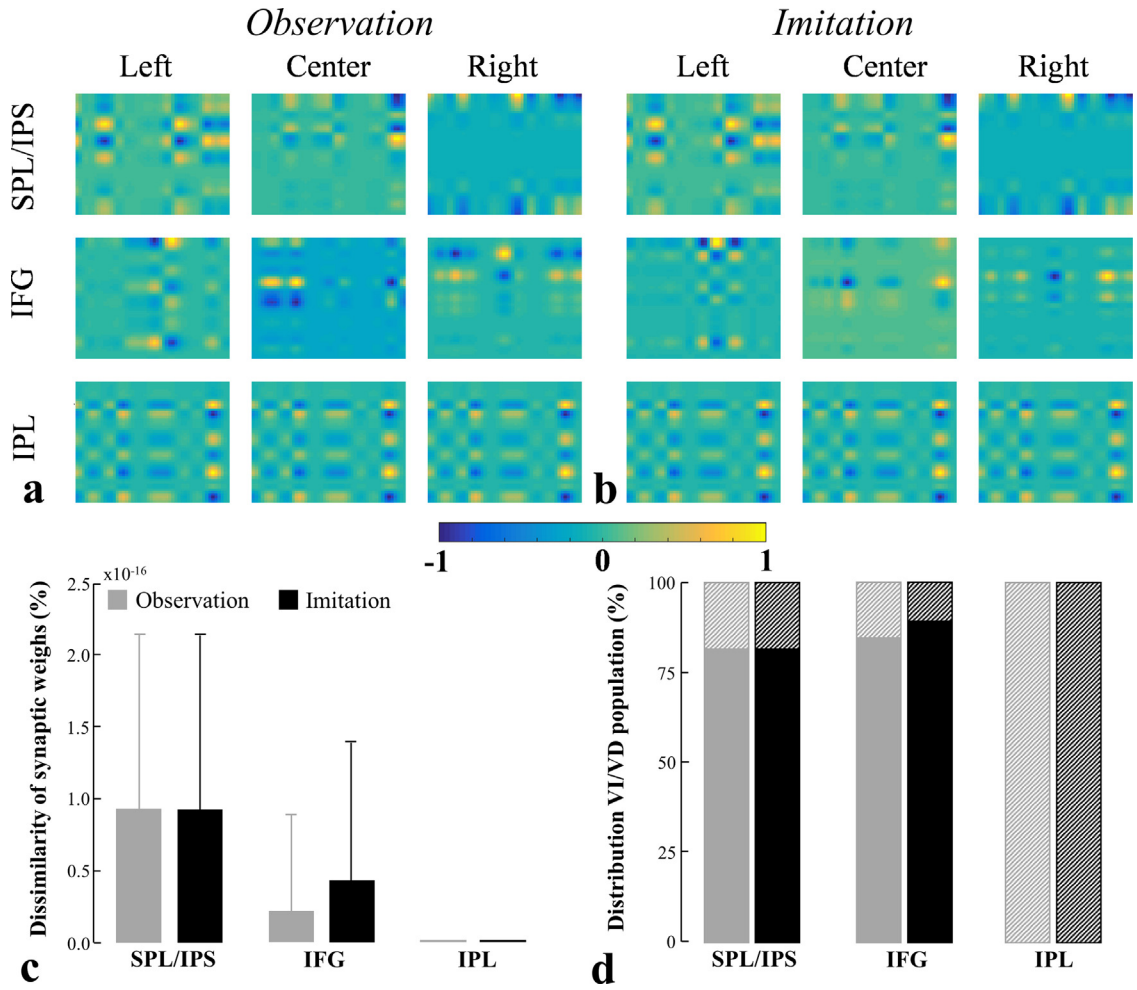 Observation
Imitation
Left
Center
Right
Left
Center
Right
SPL/IPS
IFG
IPL
a
b
-1
0
1
x10-16
Dissimilarity of synaptic weighs (%)
2.5
2.0
1.5
1.0
0.5
0.0
Observation
Imitation
SPL/IPS
IFG
IPL
c
Distribution VI/VD population (%)
100
75
50
25
0
SPL/IPS
IFG
IPL
d